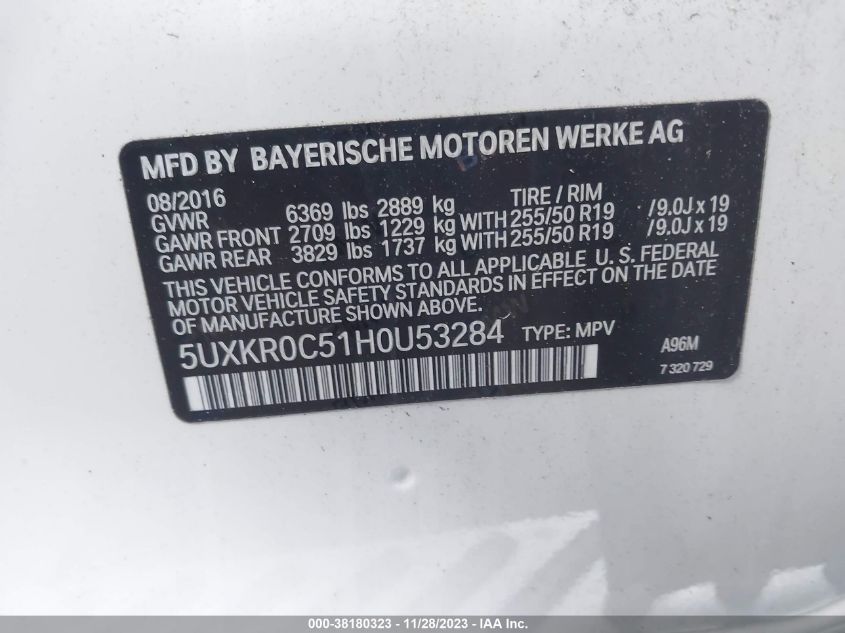 MFD BY BAYERISCHE MOTOREN WERKE AG
08/2016 TIRE / RIM
GVWR 6369 lbs 2889 kg
GAWR FRONT 2709 lbs 1229 kg WITH 255/50 R19 /9.0J x 19
GAWR REAR 3829 lbs 1737 kg WITH 255/50 R19 /9.0J x 19
THIS VEHICLE CONFORMS TO ALL APPLICABLE U. S. FEDERAL
MOTOR VEHICLE SAFETY STANDARDS IN EFFECT ON THE DATE
OF MANUFACTURE SHOWN ABOVE.
5UXKR0C51H0U53284 TYPE: MPV A96M
7 320 729
000-38180323 - 11/28/2023 - IAA Inc.